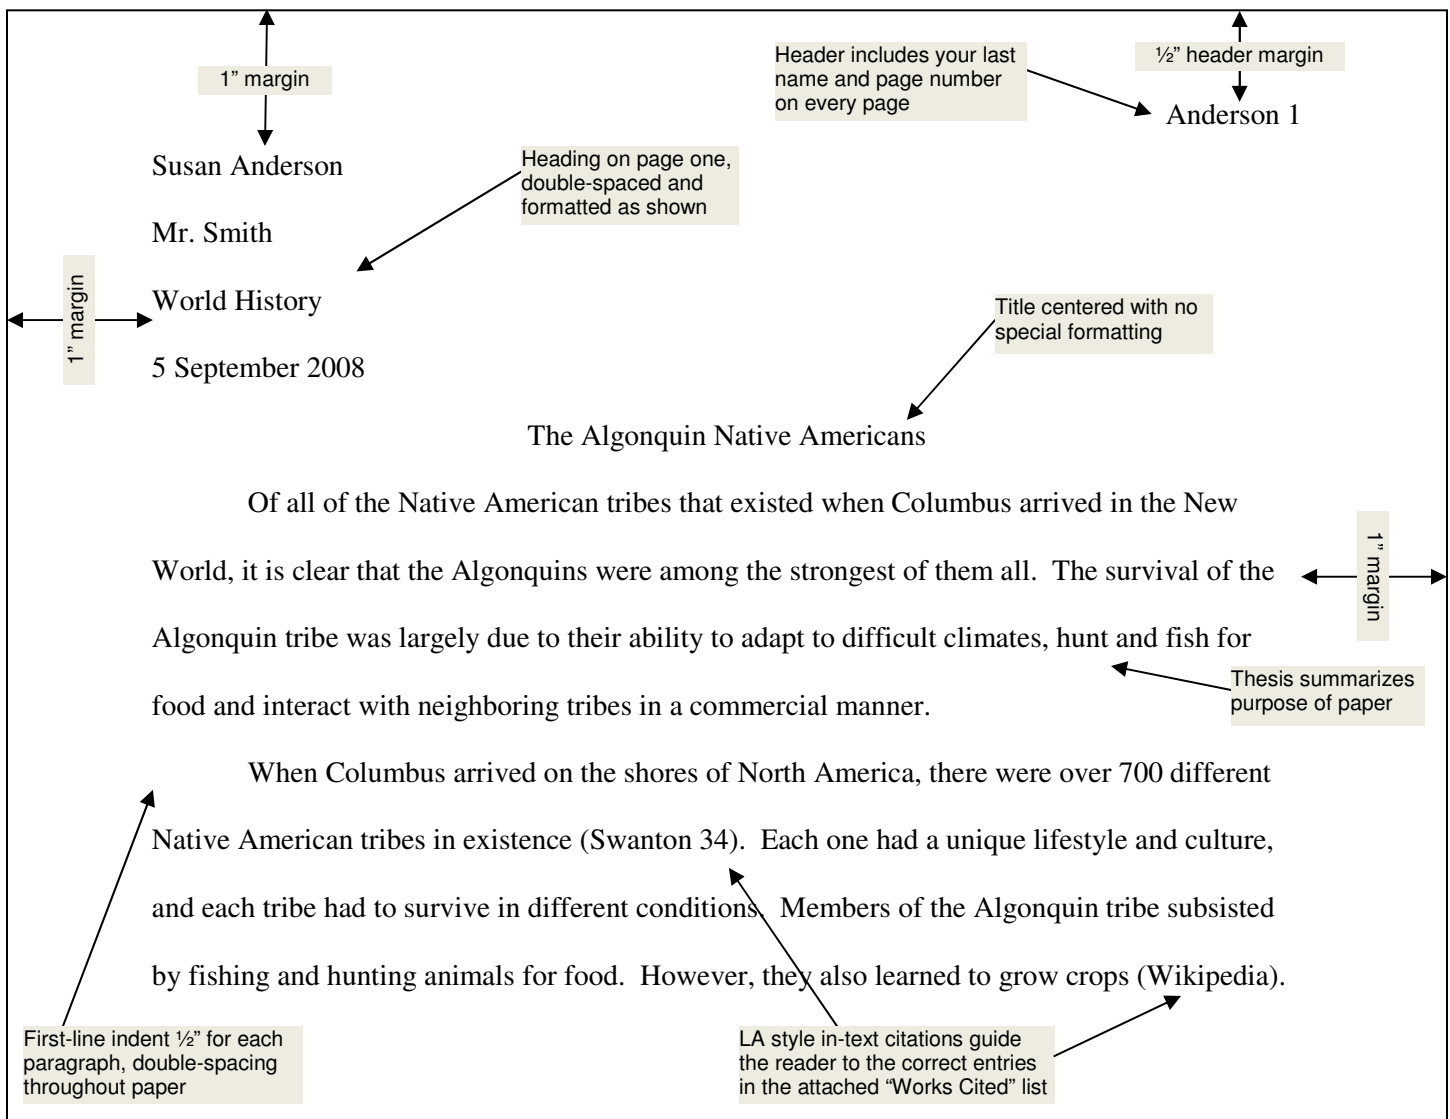 1” margin
Header includes your last
name and page number
on every page
½” header margin
Anderson 1
Susan Anderson
Heading on page one,
double-spaced and
formatted as shown
Mr. Smith
1” margin
World History
Title centered with no
special formatting
5 September 2008
The Algonquin Native Americans
Of all of the Native American tribes that existed when Columbus arrived in the New
World, it is clear that the Algonquins were among the strongest of them all.  The survival of the
1” margin
Algonquin tribe was largely due to their ability to adapt to difficult climates, hunt and fish for
Thesis summarizes
purpose of paper
food and interact with neighboring tribes in a commercial manner.
When Columbus arrived on the shores of North America, there were over 700 different
Native American tribes in existence (Swanton 34).  Each one had a unique lifestyle and culture,
and each tribe had to survive in different conditions.  Members of the Algonquin tribe subsisted
by fishing and hunting animals for food.  However, they also learned to grow crops (Wikipedia).
First-line indent ½” for each
paragraph, double-spacing
throughout paper
LA style in-text citations guide
the reader to the correct entries
in the attached “Works Cited” list